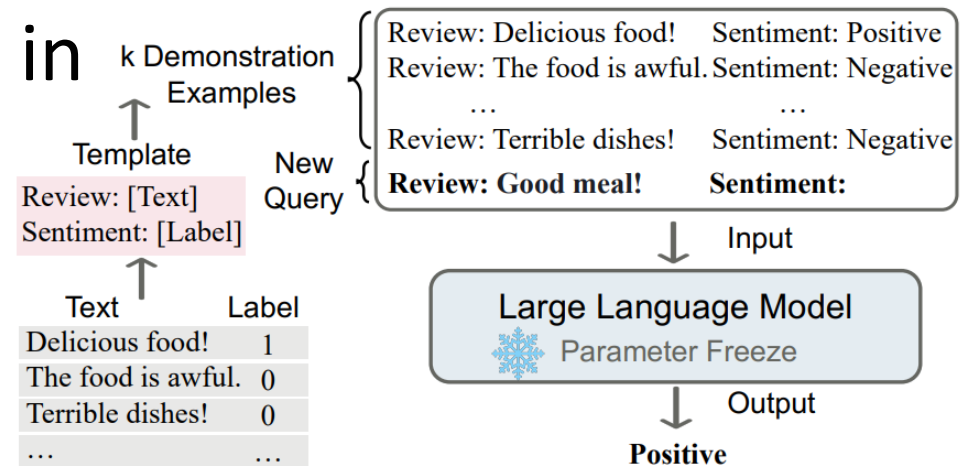 in
k Demonstration
Examples
Review: Delicious food! Sentiment: Positive
Review: The food is awful. Sentiment: Negative
... ...
Review: Terrible dishes! Sentiment: Negative
New
Query
Review: Good meal! Sentiment:
Template
Review: [Text]
Sentiment: [Label]
Text Label
Delicious food! 1
The food is awful. 0
Terrible dishes! 0
... ...
Input
Large Language Model
Parameter Freeze
Output
Positive